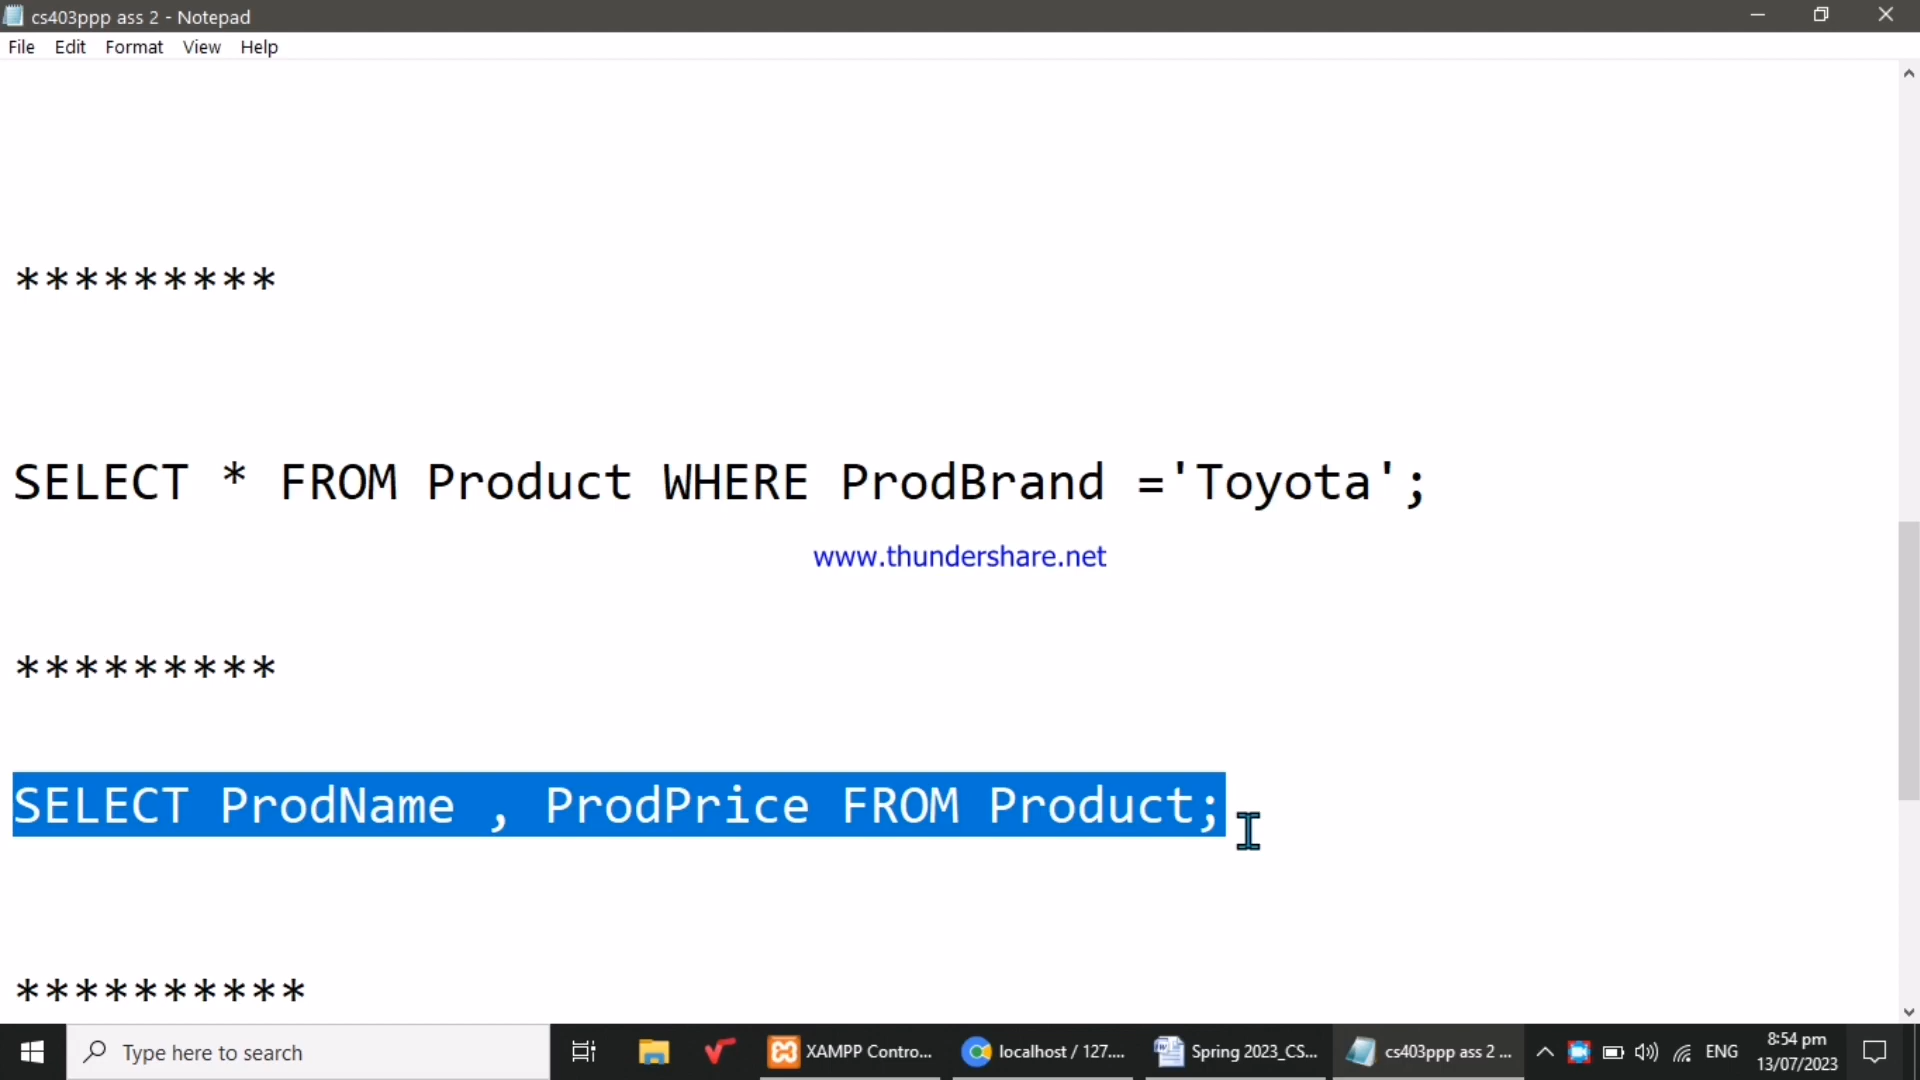 cs403ppp ass 2 - Notepad
File Edit Format View Help
*********
SELECT * FROM Product WHERE ProdBrand ='Toyota';
www.thundershare.net
*********
SELECT ProdName , ProdPrice FROM Product;
**********
Type here to search
XAMPP Contro...
localhost / 127....
Spring 2023_CS...
cs403ppp ass 2 ...
ENG
8:54 pm
13/07/2023